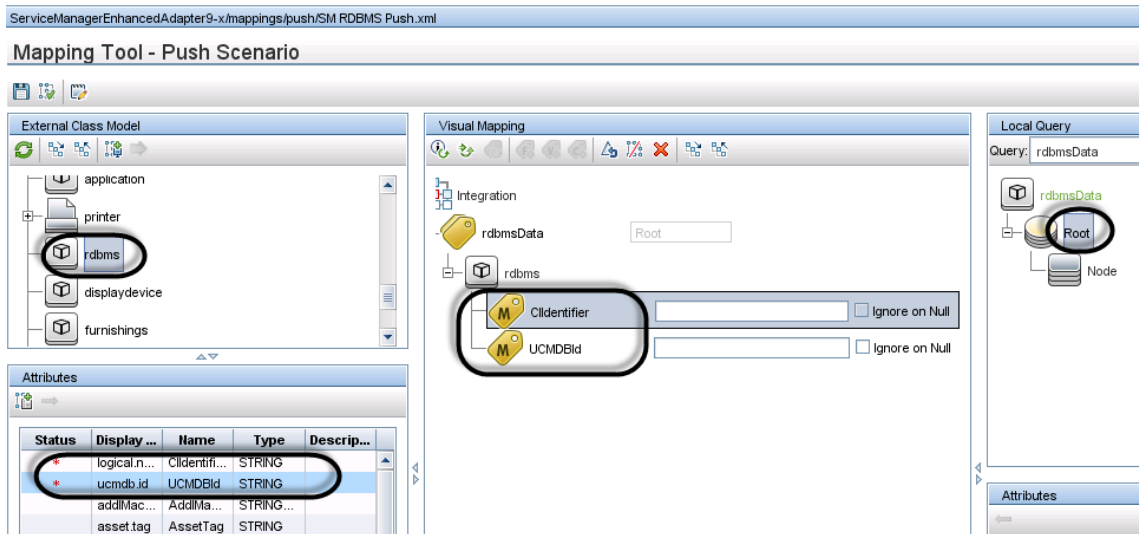 ServiceManagerEnhancedAdapter9-x/mappings/push/SM RDBMS Push.xml
Mapping Tool - Push Scenario
External Class Model
application
printer
rdbms
displaydevice
furnishings
Attributes
Status Display ... Name Type Descrip...
* logical.n... CIIdentifi... STRING
* ucmdb.id UCMDBId STRING
addlMac... AddlMa... STRING...
asset.tag AssetTag STRING
Visual Mapping
Integration
rdbmsData Root
rdbms
M CIIdentifier Ignore on Null
M UCMDBId Ignore on Null
Local Query
Query: rdbmsData
rdbmsData
Root
Node
Attributes